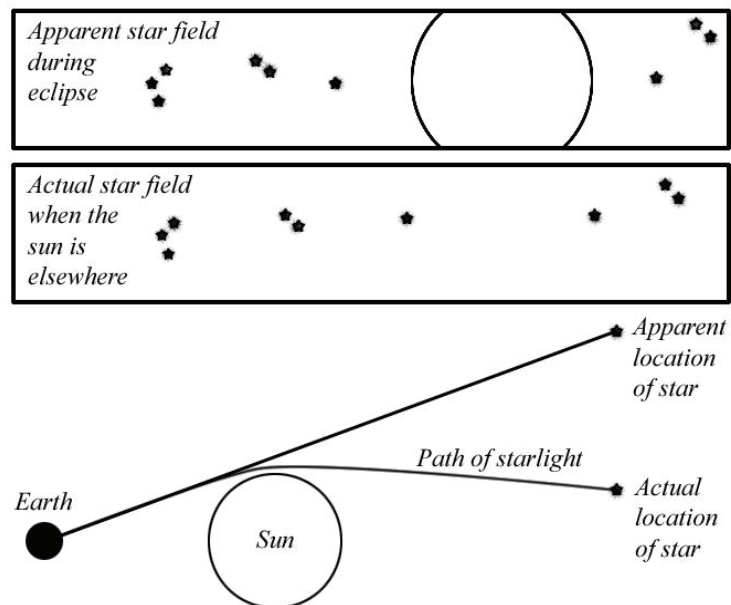 Apparent star field
during
eclipse
Actual star field
when the
sun is
elsewhere
Apparent
location
of star
Path of starlight
Earth
Actual
location
of star
Sun